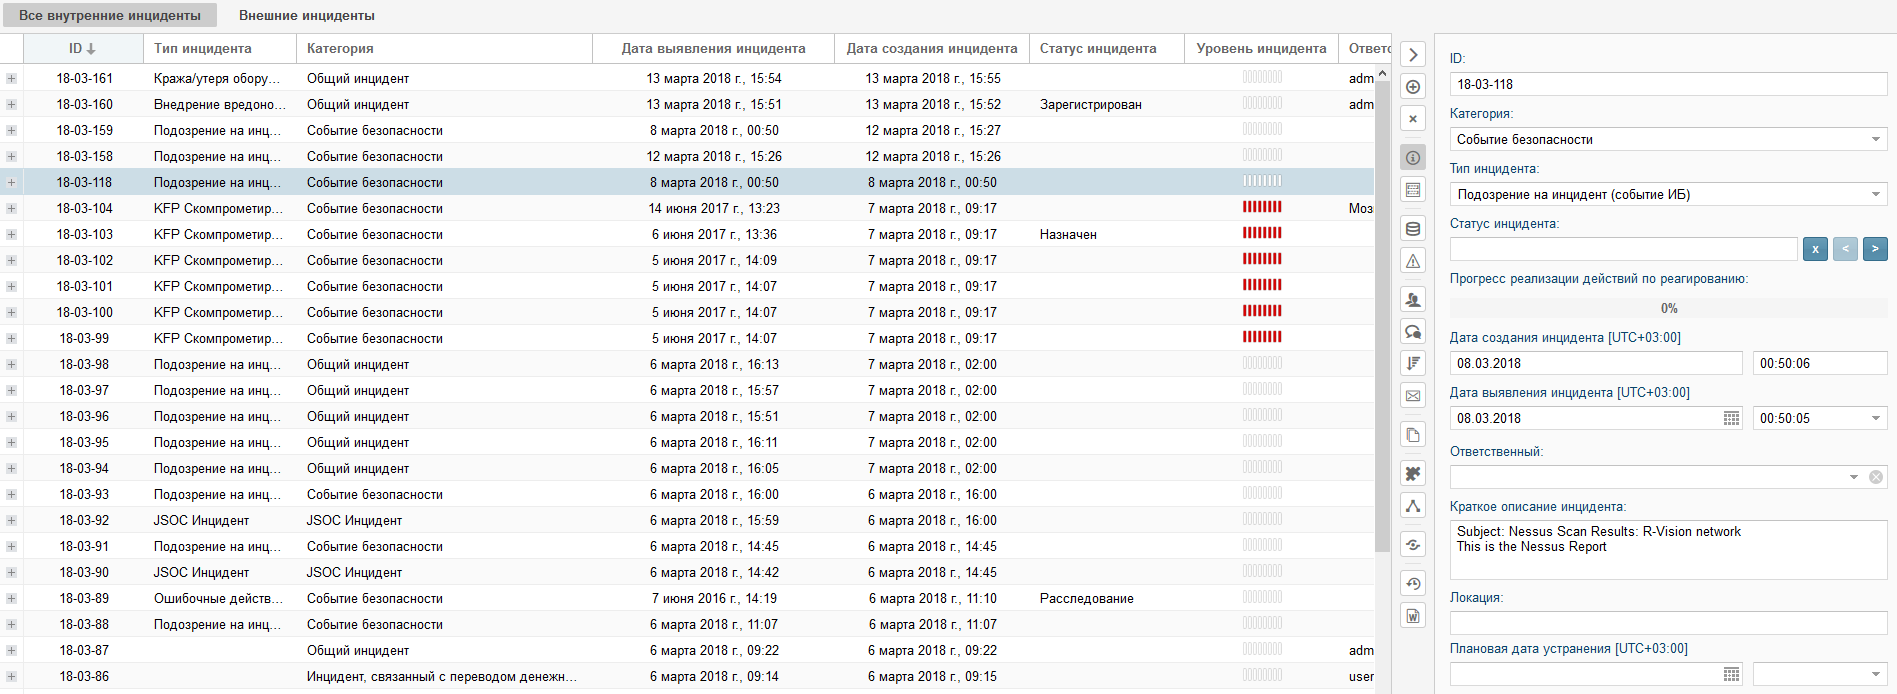 Все внутренние инциденты Внешние инциденты
ID Тип инцидента Категория Дата выявления инцидента Дата создания инцидента Статус инцидента Уровень инцидента Ответс
18-03-161 Кража/утеря обору... Общий инцидент 13 марта 2018 г., 15:54 13 марта 2018 г., 15:55 adm
18-03-160 Внедрение вредоно... Общий инцидент 13 марта 2018 г., 15:51 13 марта 2018 г., 15:52 Зарегистрирован adm
18-03-159 Подозрение на инц... Событие безопасности 8 марта 2018 г., 00:50 12 марта 2018 г., 15:27
18-03-158 Подозрение на инц... Событие безопасности 12 марта 2018 г., 15:26 12 марта 2018 г., 15:26
18-03-118 Подозрение на инц... Событие безопасности 8 марта 2018 г., 00:50 8 марта 2018 г., 00:50
18-03-104 KFP Скомпрометир... Событие безопасности 14 июня 2017 г., 13:23 7 марта 2018 г., 09:17 Моз
18-03-103 KFP Скомпрометир... Событие безопасности 6 июня 2017 г., 13:36 7 марта 2018 г., 09:17 Назначен
18-03-102 KFP Скомпрометир... Событие безопасности 5 июня 2017 г., 14:09 7 марта 2018 г., 09:17
18-03-101 KFP Скомпрометир... Событие безопасности 5 июня 2017 г., 14:07 7 марта 2018 г., 09:17
18-03-100 KFP Скомпрометир... Событие безопасности 5 июня 2017 г., 14:07 7 марта 2018 г., 09:17
18-03-99 KFP Скомпрометир... Событие безопасности 5 июня 2017 г., 14:07 7 марта 2018 г., 09:17
18-03-98 Подозрение на инц... Общий инцидент 6 марта 2018 г., 16:13 7 марта 2018 г., 02:00
18-03-97 Подозрение на инц... Общий инцидент 6 марта 2018 г., 15:57 7 марта 2018 г., 02:00
18-03-96 Подозрение на инц... Общий инцидент 6 марта 2018 г., 15:51 7 марта 2018 г., 02:00
18-03-95 Подозрение на инц... Общий инцидент 6 марта 2018 г., 16:11 7 марта 2018 г., 02:00
18-03-94 Подозрение на инц... Общий инцидент 6 марта 2018 г., 16:05 7 марта 2018 г., 02:00
18-03-93 Подозрение на инц... Событие безопасности 6 марта 2018 г., 16:00 6 марта 2018 г., 16:00
18-03-92 JSOC Инцидент JSOC Инцидент 6 марта 2018 г., 15:59 6 марта 2018 г., 16:00
18-03-91 Подозрение на инц... Событие безопасности 6 марта 2018 г., 14:45 6 марта 2018 г., 14:45
18-03-90 JSOC Инцидент JSOC Инцидент 6 марта 2018 г., 14:42 6 марта 2018 г., 14:45
18-03-89 Ошибочные действ... Событие безопасности 7 июня 2016 г., 14:19 6 марта 2018 г., 11:10 Расследование
18-03-88 Подозрение на инц... Событие безопасности 6 марта 2018 г., 11:07 6 марта 2018 г., 11:07
18-03-87 Общий инцидент 6 марта 2018 г., 09:22 6 марта 2018 г., 09:22 adm
18-03-86 Инцидент, связанный с переводом денежн... 6 марта 2018 г., 09:14 6 марта 2018 г., 09:15 user
ID:
18-03-118
Категория:
Событие безопасности
Тип инцидента:
Подозрение на инцидент (событие ИБ)
Статус инцидента:
x < >
Прогресс реализации действий по реагированию:
0%
Дата создания инцидента [UTC+03:00]
08.03.2018 00:50:06
Дата выявления инцидента [UTC+03:00]
08.03.2018 00:50:05
Ответственный:
Краткое описание инцидента:
Subject: Nessus Scan Results: R-Vision network
This is the Nessus Report
Локация:
Плановая дата устранения [UTC+03:00]